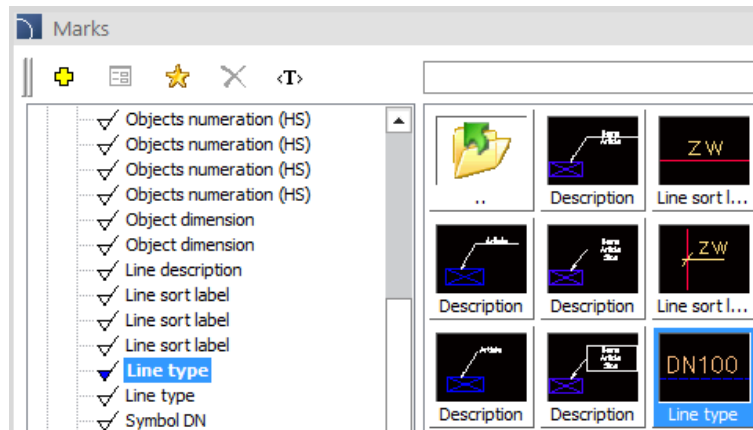 Marks
<T>
Objects numeration (HS)
Objects numeration (HS)
Objects numeration (HS)
Objects numeration (HS)
Object dimension
Object dimension
Line description
Line sort label
Line sort label
Line sort label
Line type
Line type
Symbol DN
..
Description
ZW
Line sort l...
Description
Description
ZW
Line sort l...
Description
Description
DN100
Line type